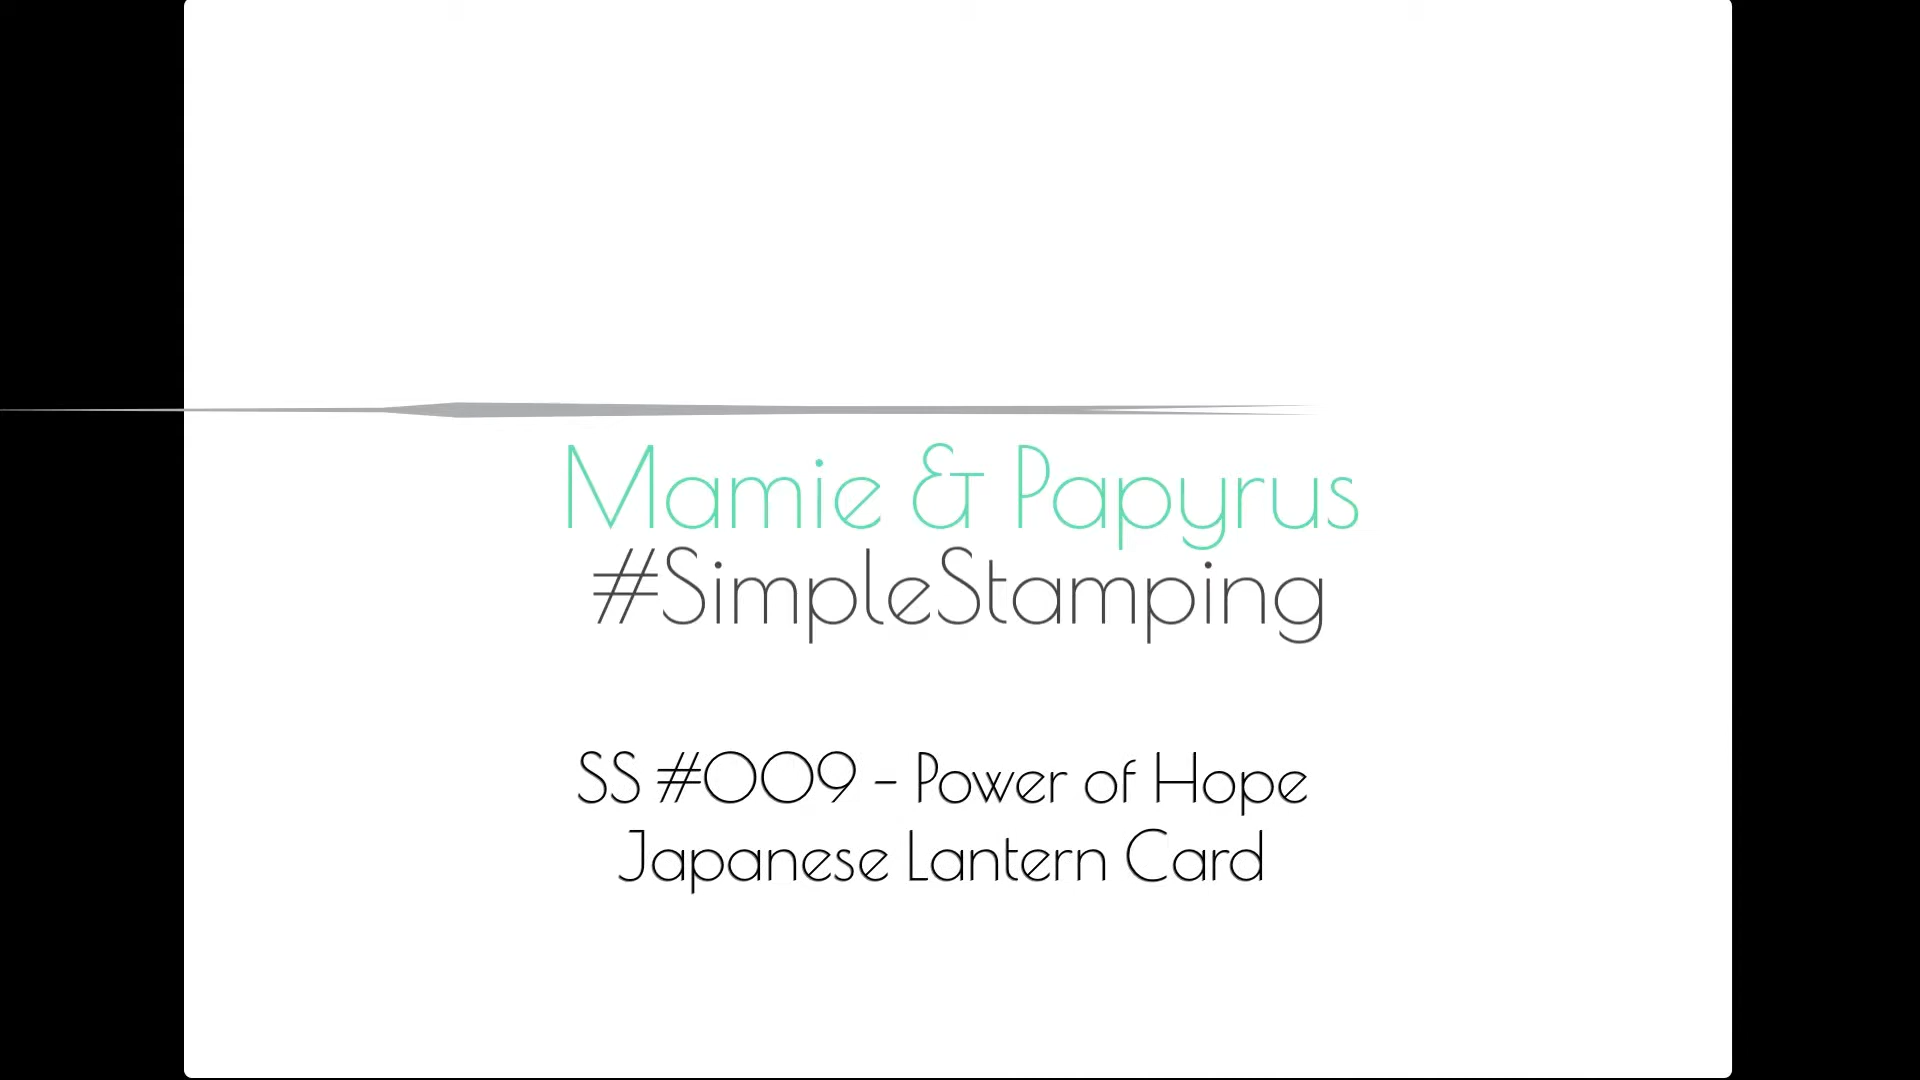 Mamie & Papyrus
#SimpleStamping
SS #009 - Power of Hope
Japanese Lantern Card